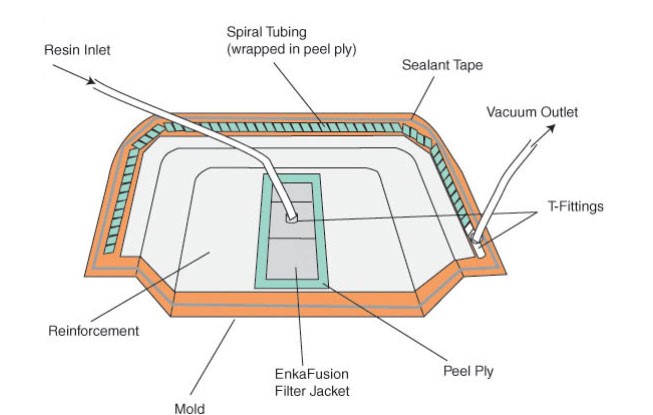 Spiral Tubing
(wrapped in peel ply)
Resin Inlet
Sealant Tape
Vacuum Outlet
T-Fittings
Reinforcement
Peel Ply
EnkaFusion
Filter Jacket
Mold